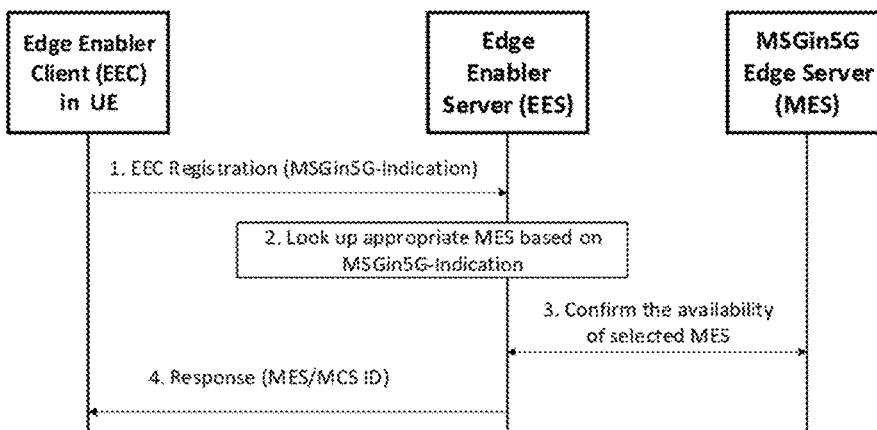 Edge Enabler
Client (EEC)
in UE
Edge
Enabler
Server (EES)
MSGin5G
Edge Server
(MES)
1. EEC Registration (MSGin5G-Indication)
2. Look up appropriate MES based on
MSGin5G-Indication
3. Confirm the availability
of selected MES
4. Response (MES/MCS ID)